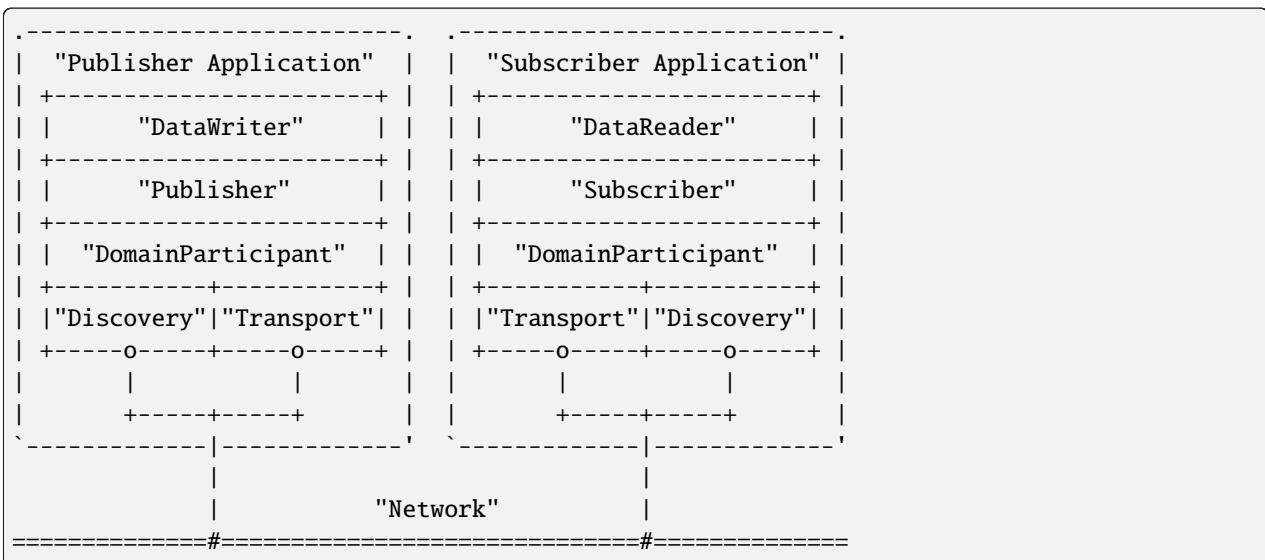 .---------------------------.  .---------------------------.
|  "Publisher Application"  |  |  "Subscriber Application" |
| +-----------------------+ |  | +-----------------------+ |
| |      "DataWriter"     | |  | |      "DataReader"     | |
| +-----------------------+ |  | +-----------------------+ |
| |      "Publisher"      | |  | |      "Subscriber"     | |
| +-----------------------+ |  | +-----------------------+ |
| |  "DomainParticipant"  | |  | |  "DomainParticipant"  | |
| +-----------+-----------+ |  | +-----------+-----------+ |
| |"Discovery"|"Transport"| |  | |"Transport"|"Discovery"| |
| +-----o-----+-----o-----+ |  | +-----o-----+-----o-----+ |
|       |           |       |  |       |           |       |
|       +-----+-----+       |  |       +-----+-----+       |
`-------------|-------------'  `-------------|-------------'
              |                              |
              |           "Network"          |
==============#==============================#==============